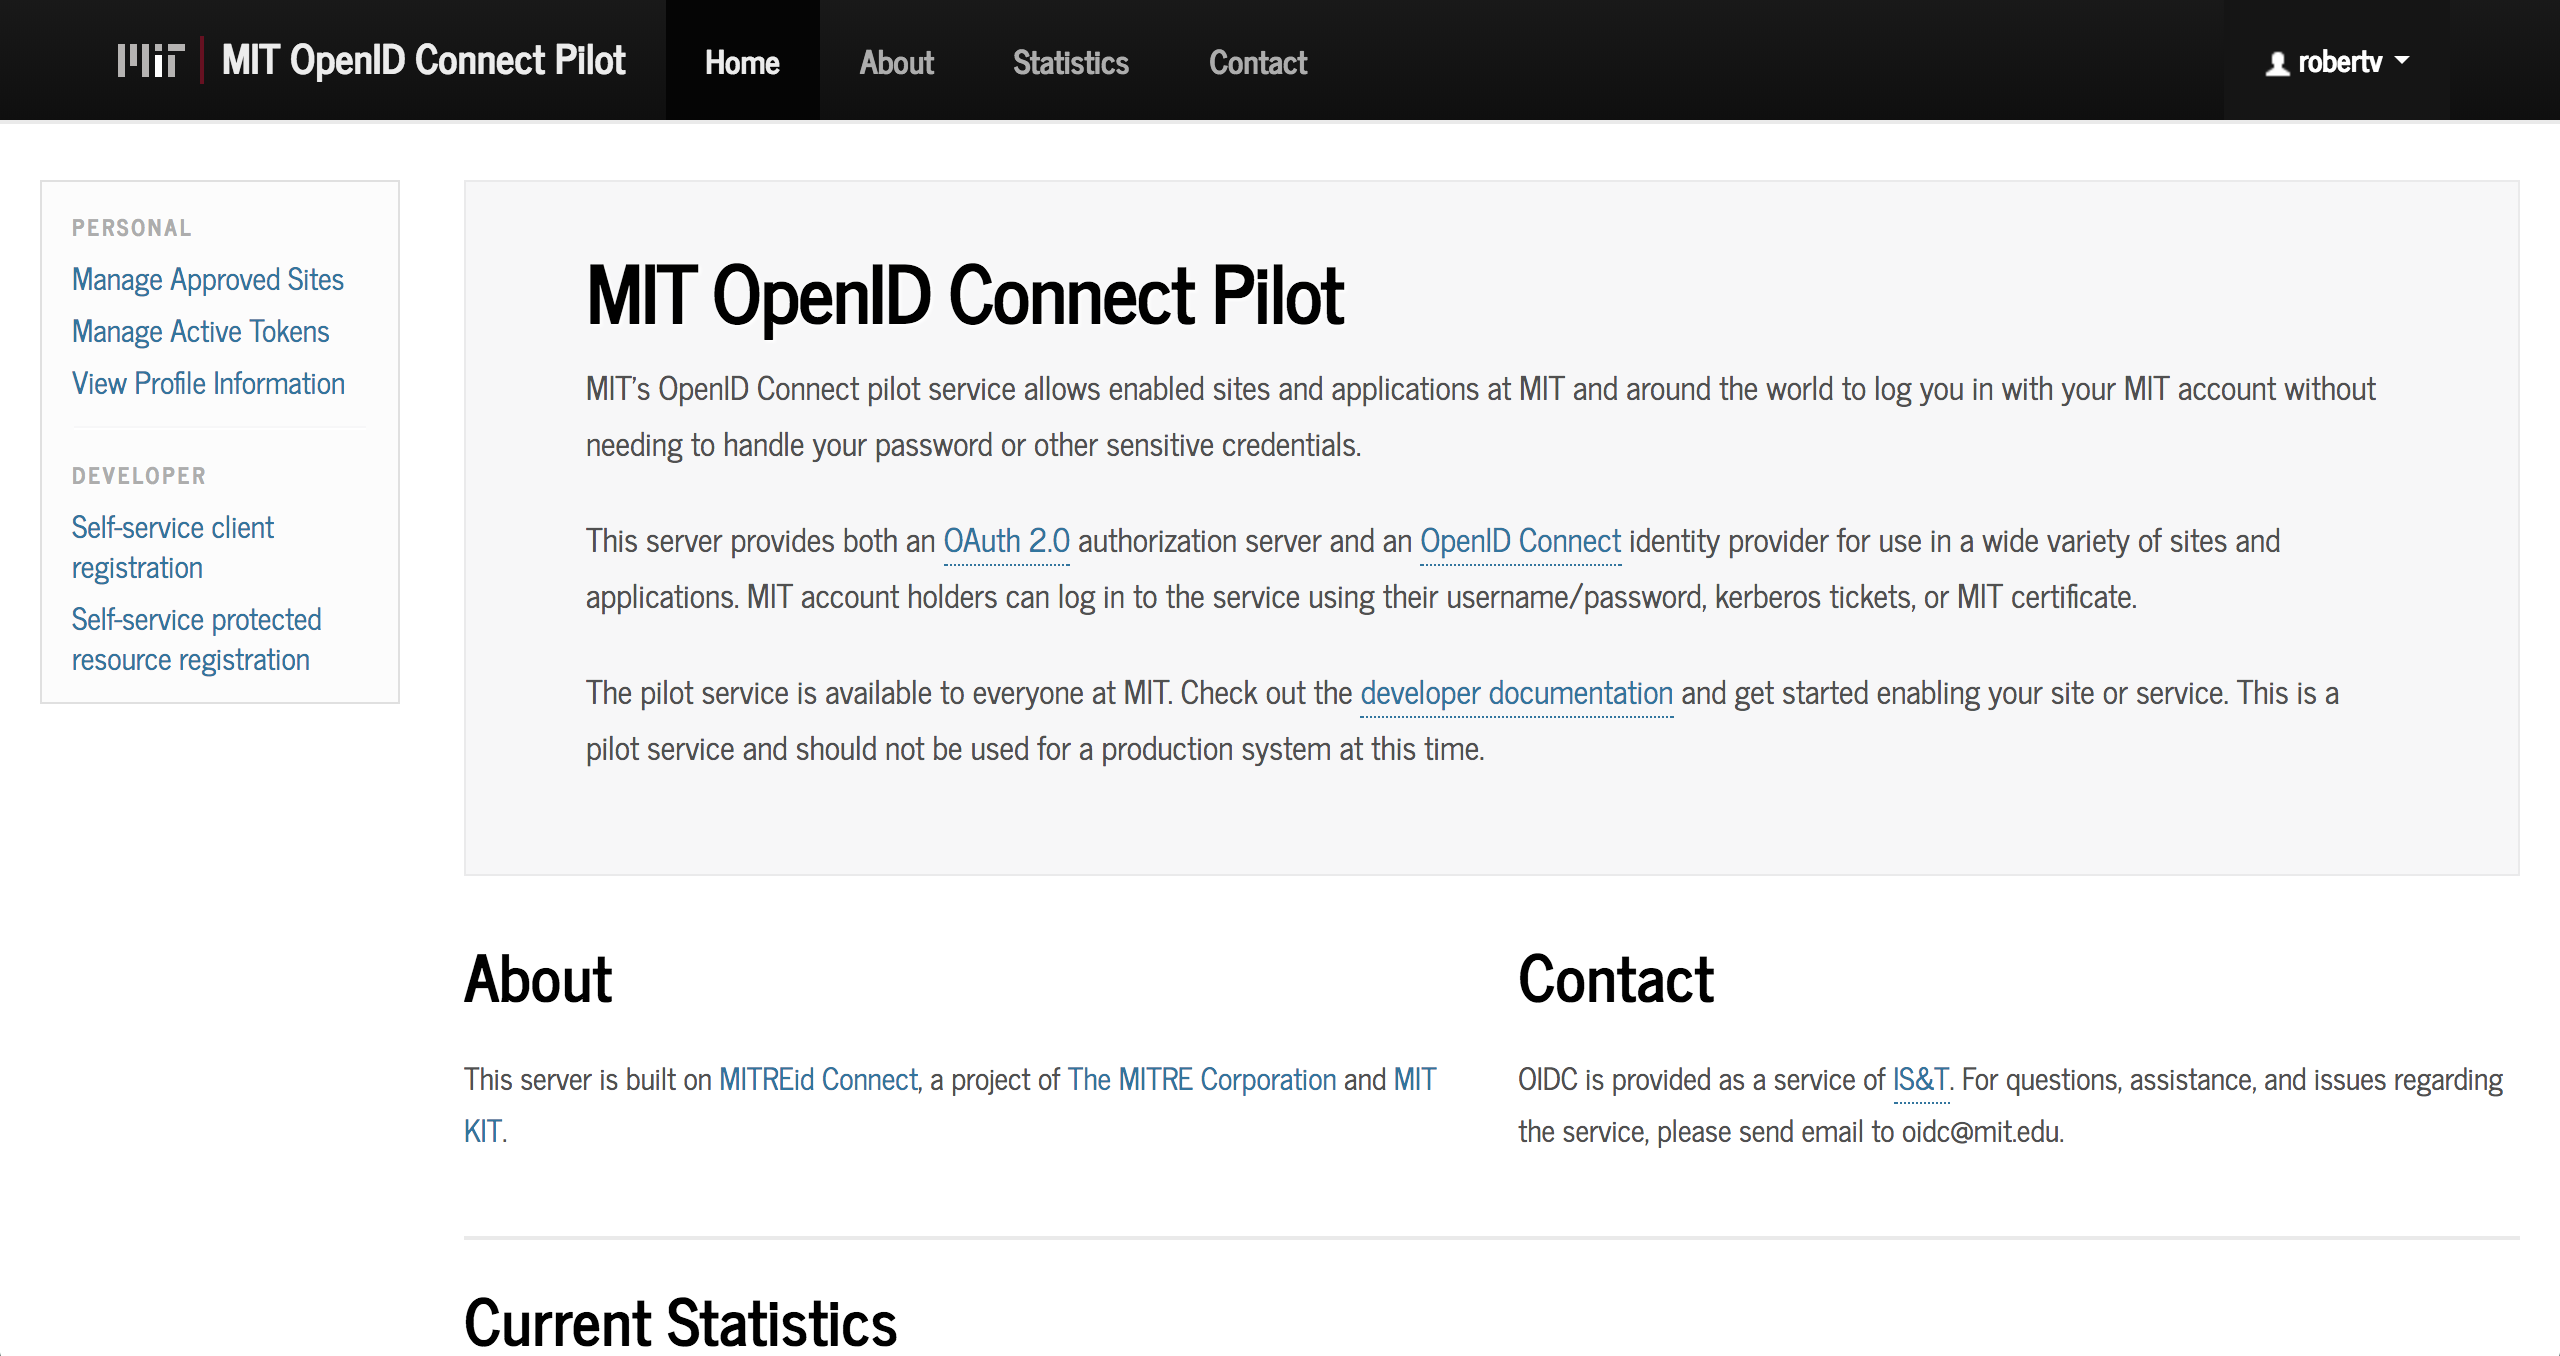 MIT
MIT OpenID Connect Pilot
Home
About
Statistics
Contact
robertv
PERSONAL
Manage Approved Sites
Manage Active Tokens
View Profile Information
DEVELOPER
Self-service client
registration
Self-service protected
resource registration
MIT OpenID Connect Pilot
MIT's OpenID Connect pilot service allows enabled sites and applications at MIT and around the world to log you in with your MIT account without
needing to handle your password or other sensitive credentials.
This server provides both an OAuth 2.0 authorization server and an OpenID Connect identity provider for use in a wide variety of sites and
applications. MIT account holders can log in to the service using their username/password, kerberos tickets, or MIT certificate.
The pilot service is available to everyone at MIT. Check out the developer documentation and get started enabling your site or service. This is a
pilot service and should not be used for a production system at this time.
About
This server is built on MITREid Connect, a project of The MITRE Corporation and MIT
KIT.
Contact
OIDC is provided as a service of IS&T. For questions, assistance, and issues regarding
the service, please send email to oidc@mit.edu.
Current Statistics